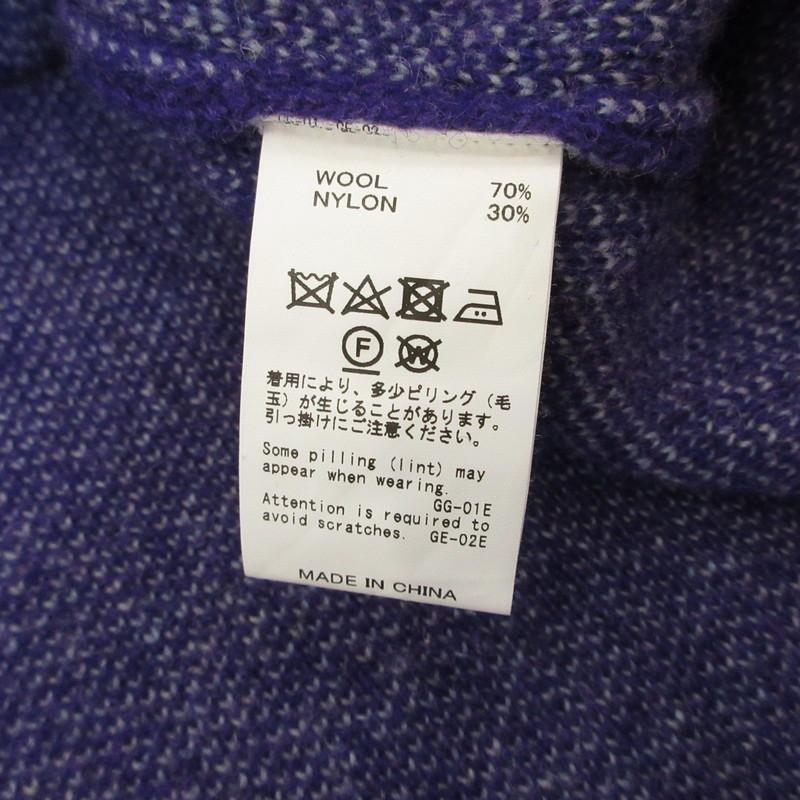 WOOL 70%
NYLON 30%
F
W
着用により、多少ピリング（毛
玉）が生じることがあります。
引っ掛けにご注意ください。
Some pilling (lint) may
appear when wearing.
GG-01E
Attention is required to
avoid scratches. GE-02E
MADE IN CHINA